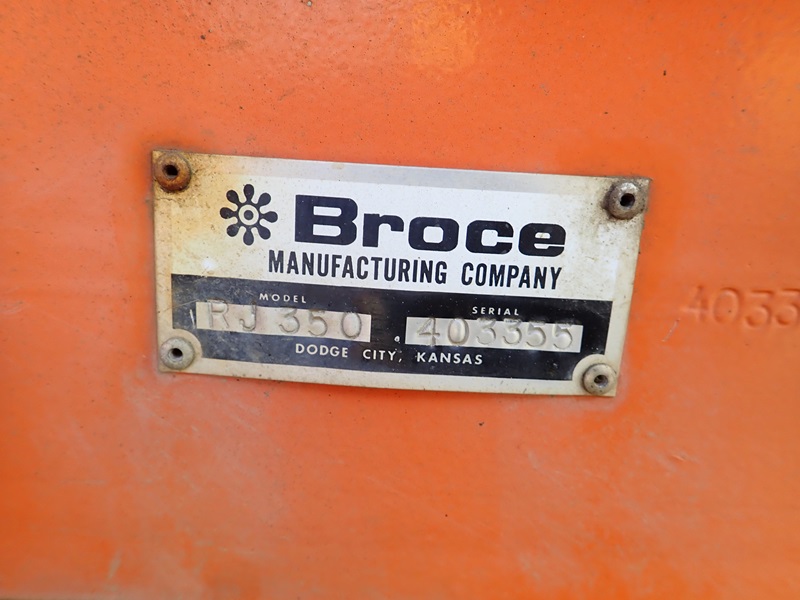 Broce
MANUFACTURING COMPANY
MODEL SERIAL
RJ 350 403355
DODGE CITY, KANSAS
4033